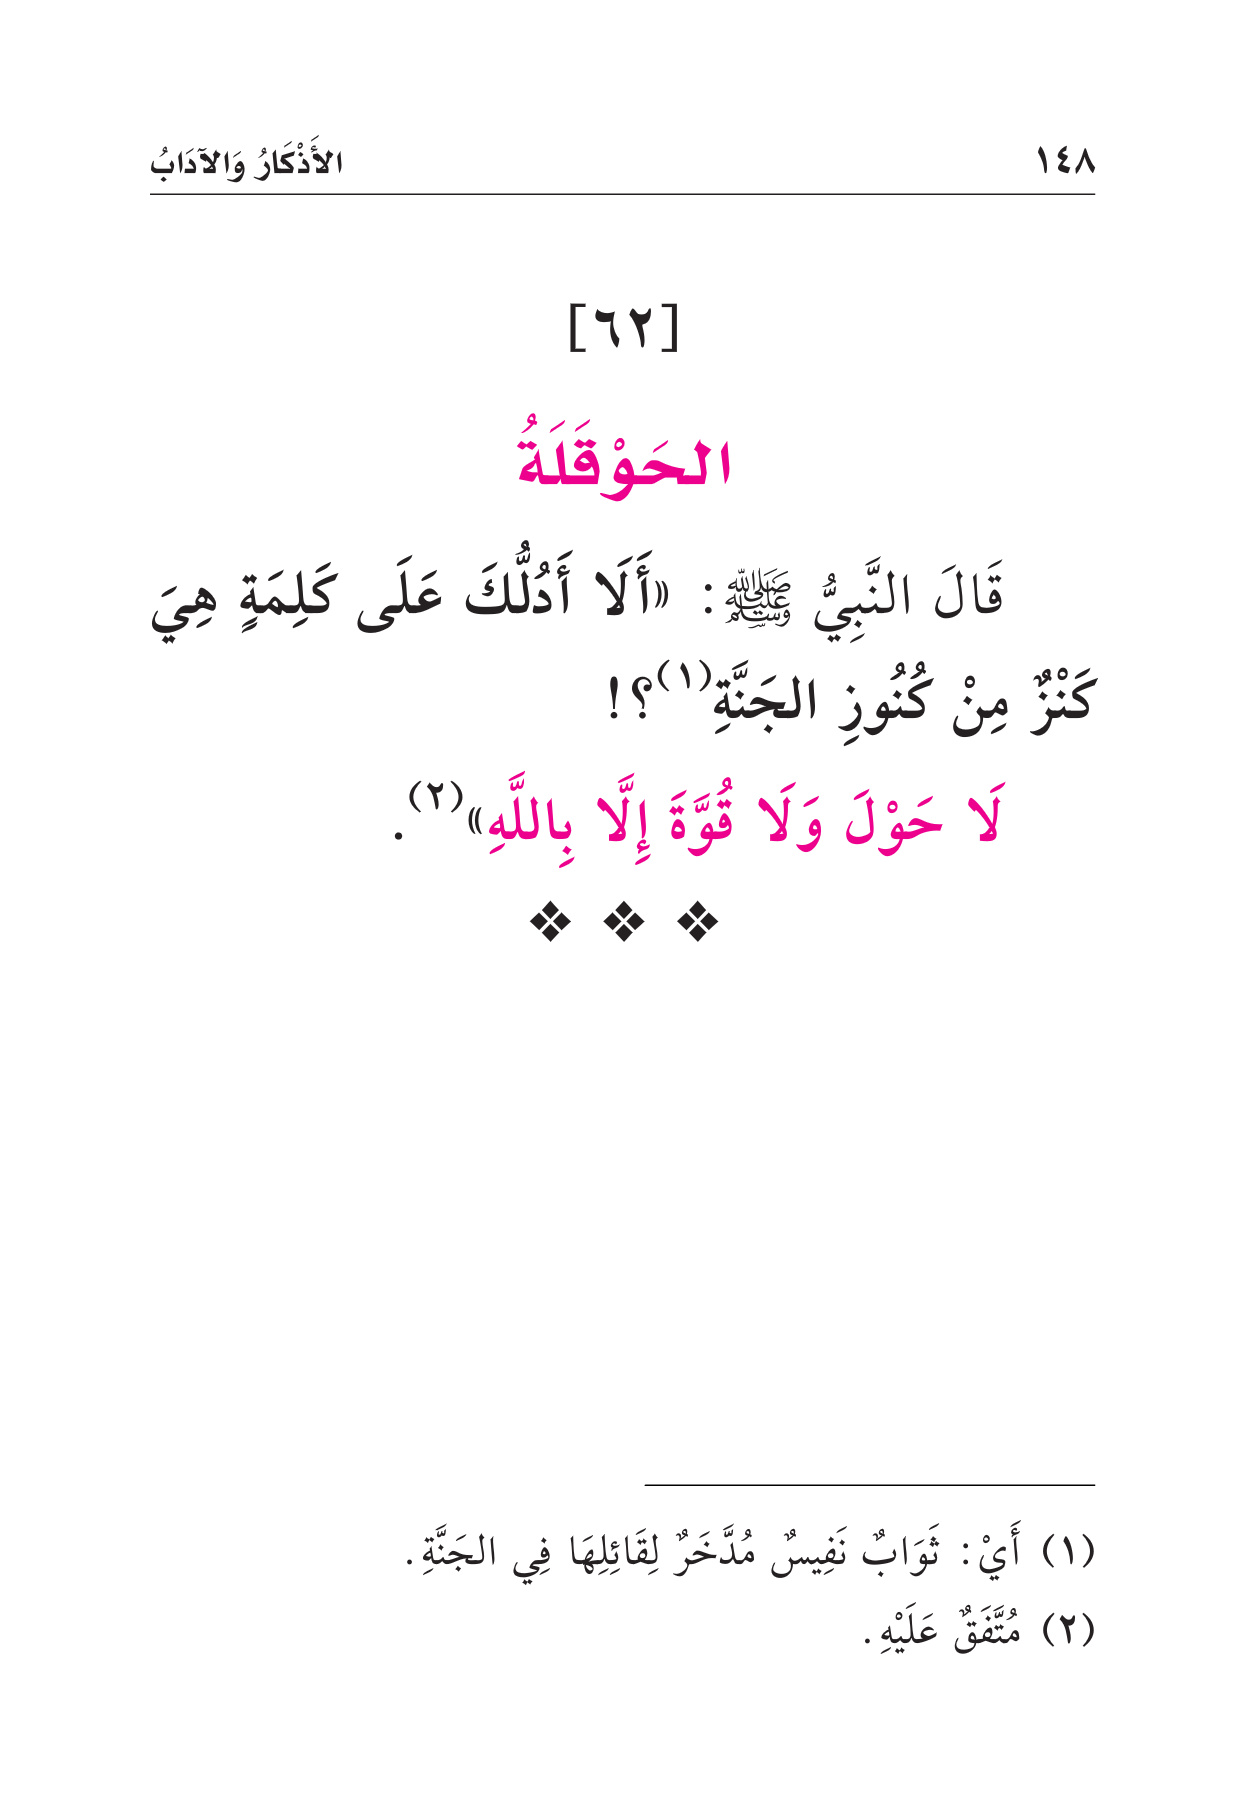 ١٤٨ الأَذْكَارُ وَالآدَابُ
[٦٢]
الحَوْقَلَةُ
قَالَ النَّبِيُّ ﷺ: «أَلَا أَدُلُّكَ عَلَى كَلِمَةٍ هِيَ
كَنْزٌ مِنْ كُنُوزِ الجَنَّةِ(١)؟!
لَا حَوْلَ وَلَا قُوَّةَ إِلَّا بِاللَّهِ»(٢).
(١) أَيْ: ثَوَابٌ نَفِيسٌ مُدَّخَرٌ لِقَائِلِهَا فِي الجَنَّةِ.
(٢) مُتَّفَقٌ عَلَيْهِ.